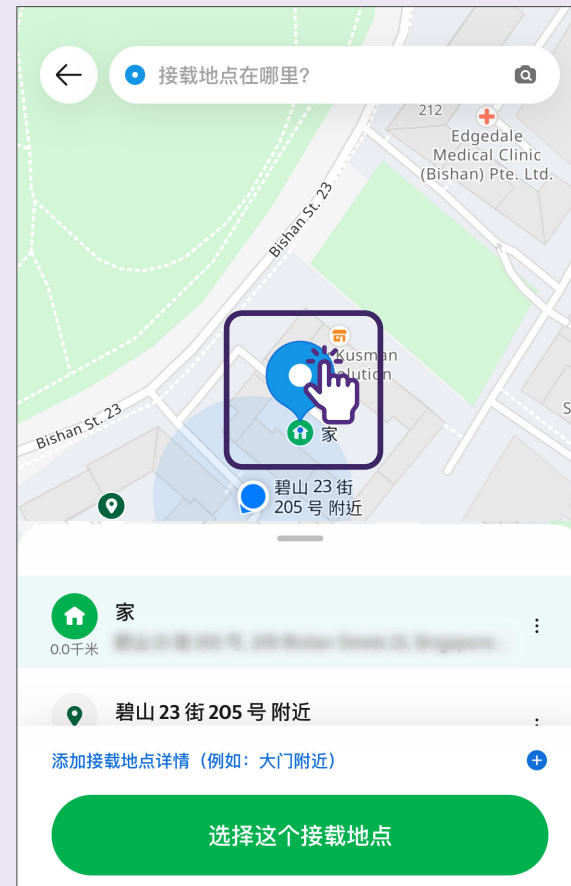 接载地点在哪里?
212
Edgedale
Medical Clinic
(Bishan) Pte. Ltd.
Bishan St. 23
Kusman
olution
家
Bishan St. 23
S
碧山 23 街
205 号 附近
家
0.0千米
碧山 23 街 205 号 附近
添加接载地点详情（例如：大门附近）
选择这个接载地点